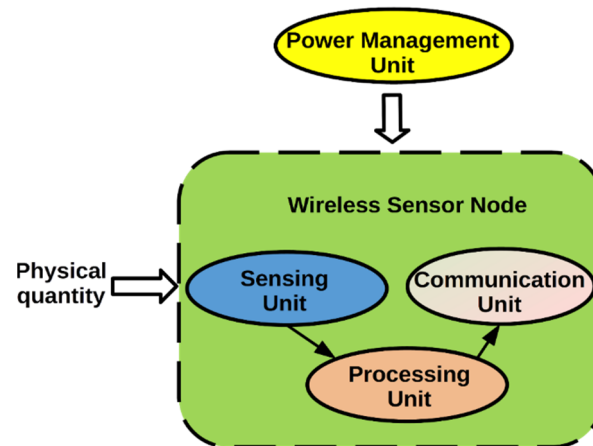 Power Management
Unit
Wireless Sensor Node
Physical
quantity
Sensing
Unit
Communication
Unit
Processing
Unit